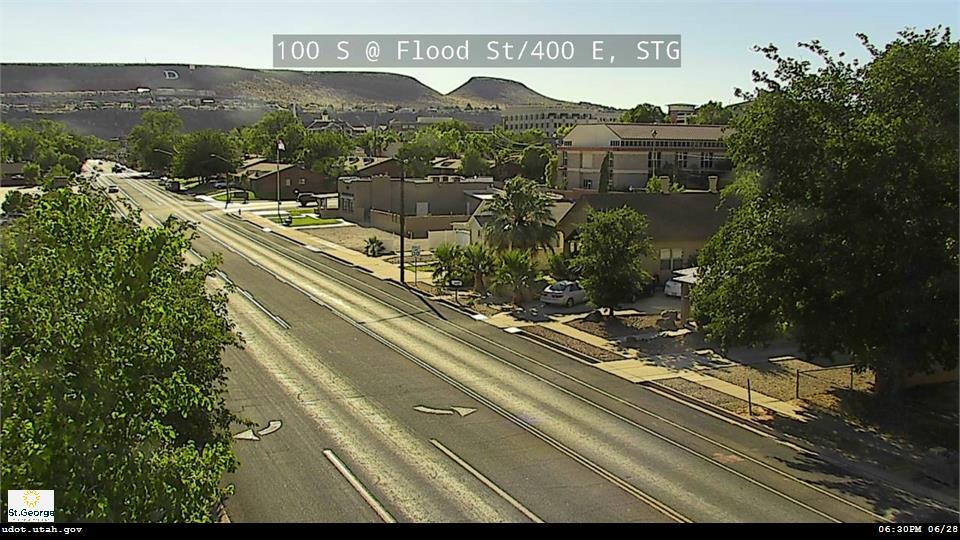 100 S @ Flood St/400 E, STG
D
St.George
udot.utah.gov
06:30PM 06/28